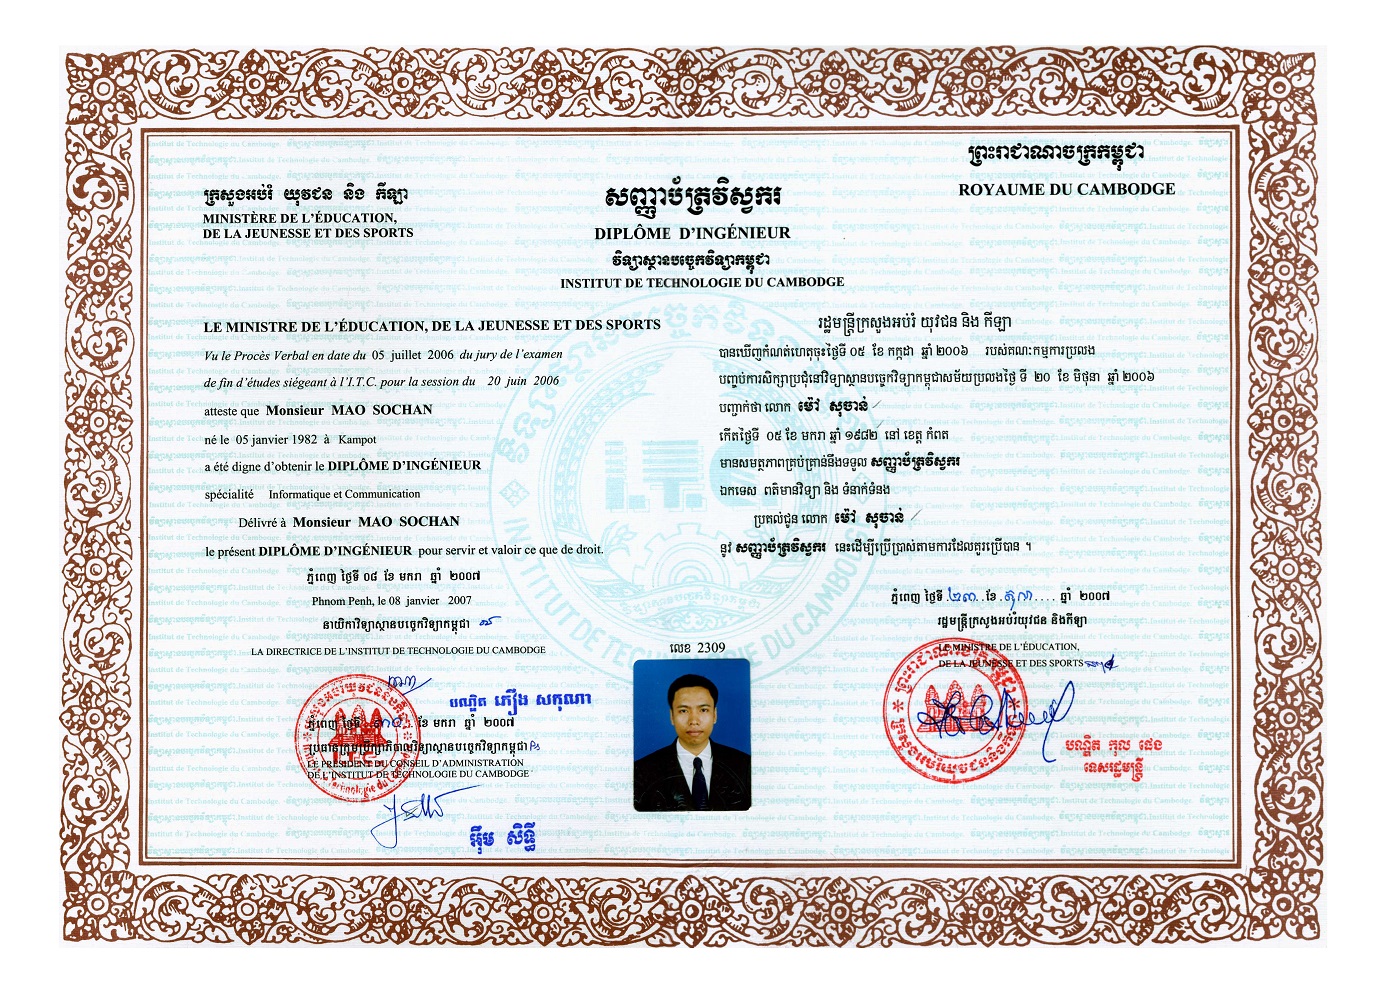 ព្រះរាជាណាចក្រកម្ពុជា
ROYAUME DU CAMBODGE
ក្រសួងអប់រំ យុវជន និង កីឡា
MINISTÈRE DE L'ÉDUCATION,
DE LA JEUNESSE ET DES SPORTS
សញ្ញាប័ត្រវិស្វករ
DIPLÔME D'INGÉNIEUR
វិទ្យាស្ថានបច្ចេកវិទ្យាកម្ពុជា
INSTITUT DE TECHNOLOGIE DU CAMBODGE
LE MINISTRE DE L'ÉDUCATION, DE LA JEUNESSE ET DES SPORTS
Vu le Procès Verbal en date du 05 juillet 2006 du jury de l'examen
de fin d'études siégeant à l'I.T.C. pour la session du 20 juin 2006
atteste que Monsieur MAO SOCHAN
né le 05 janvier 1982 à Kampot
a été digne d'obtenir le DIPLÔME D'INGÉNIEUR
spécialité Informatique et Communication
Délivré à Monsieur MAO SOCHAN
le présent DIPLÔME D'INGÉNIEUR pour servir et valoir ce que de droit.
ភ្នំពេញ ថ្ងៃទី ០៨ ខែ មករា ឆ្នាំ ២០០៧
Phnom Penh, le 08 janvier 2007
នាយិកាវិទ្យាស្ថានបច្ចេកវិទ្យាកម្ពុជា
LA DIRECTRICE DE L'INSTITUT DE TECHNOLOGIE DU CAMBODGE
បណ្ឌិត ភឿង សកុណា
ភ្នំពេញ ថ្ងៃទី ខែ មករា ឆ្នាំ ២០០៧
ប្រធានក្រុមប្រឹក្សាភិបាលវិទ្យាស្ថានបច្ចេកវិទ្យាកម្ពុជា
LE PRÉSIDENT DU CONSEIL D'ADMINISTRATION
DE L'INSTITUT DE TECHNOLOGIE DU CAMBODGE
អ៊ឹម សិទ្ធី
រដ្ឋមន្ត្រីក្រសួងអប់រំ យុវជន និង កីឡា
បានឃើញកំណត់ហេតុចុះថ្ងៃទី ០៥ ខែ កក្កដា ឆ្នាំ ២០០៦ របស់គណៈកម្មការប្រលង
បញ្ចប់ការសិក្សាប្រជុំនៅវិទ្យាស្ថានបច្ចេកវិទ្យាកម្ពុជាសម័យប្រលងថ្ងៃ ទី ២០ ខែ មិថុនា ឆ្នាំ ២០០៦
បញ្ជាក់ថា លោក ម៉ៅ សុចាន់
កើតថ្ងៃទី ០៥ ខែ មករា ឆ្នាំ ១៩៨២ នៅ ខេត្ត កំពត
មានសមត្ថភាពគ្រប់គ្រាន់នឹងទទួល សញ្ញាប័ត្រវិស្វករ
ឯកទេស ពត៌មានវិទ្យា និង ទំនាក់ទំនង
ប្រគល់ជូន លោក ម៉ៅ សុចាន់
នូវ សញ្ញាប័ត្រវិស្វករ នេះដើម្បីប្រើប្រាស់តាមការដែលគួរប្រើបាន ។
ភ្នំពេញ ថ្ងៃទី ២៣ ខែ តុលា ឆ្នាំ ២០០៧
រដ្ឋមន្ត្រីក្រសួងអប់រំយុវជន និងកីឡា
LE MINISTRE DE L'ÉDUCATION,
DE LA JEUNESSE ET DES SPORTS
បណ្ឌិត កុល ផេង
ទេសរដ្ឋមន្ត្រី
លេខ 2309
I.T.C
INSTITUT DE TECHNOLOGIE DU CAMBODGE